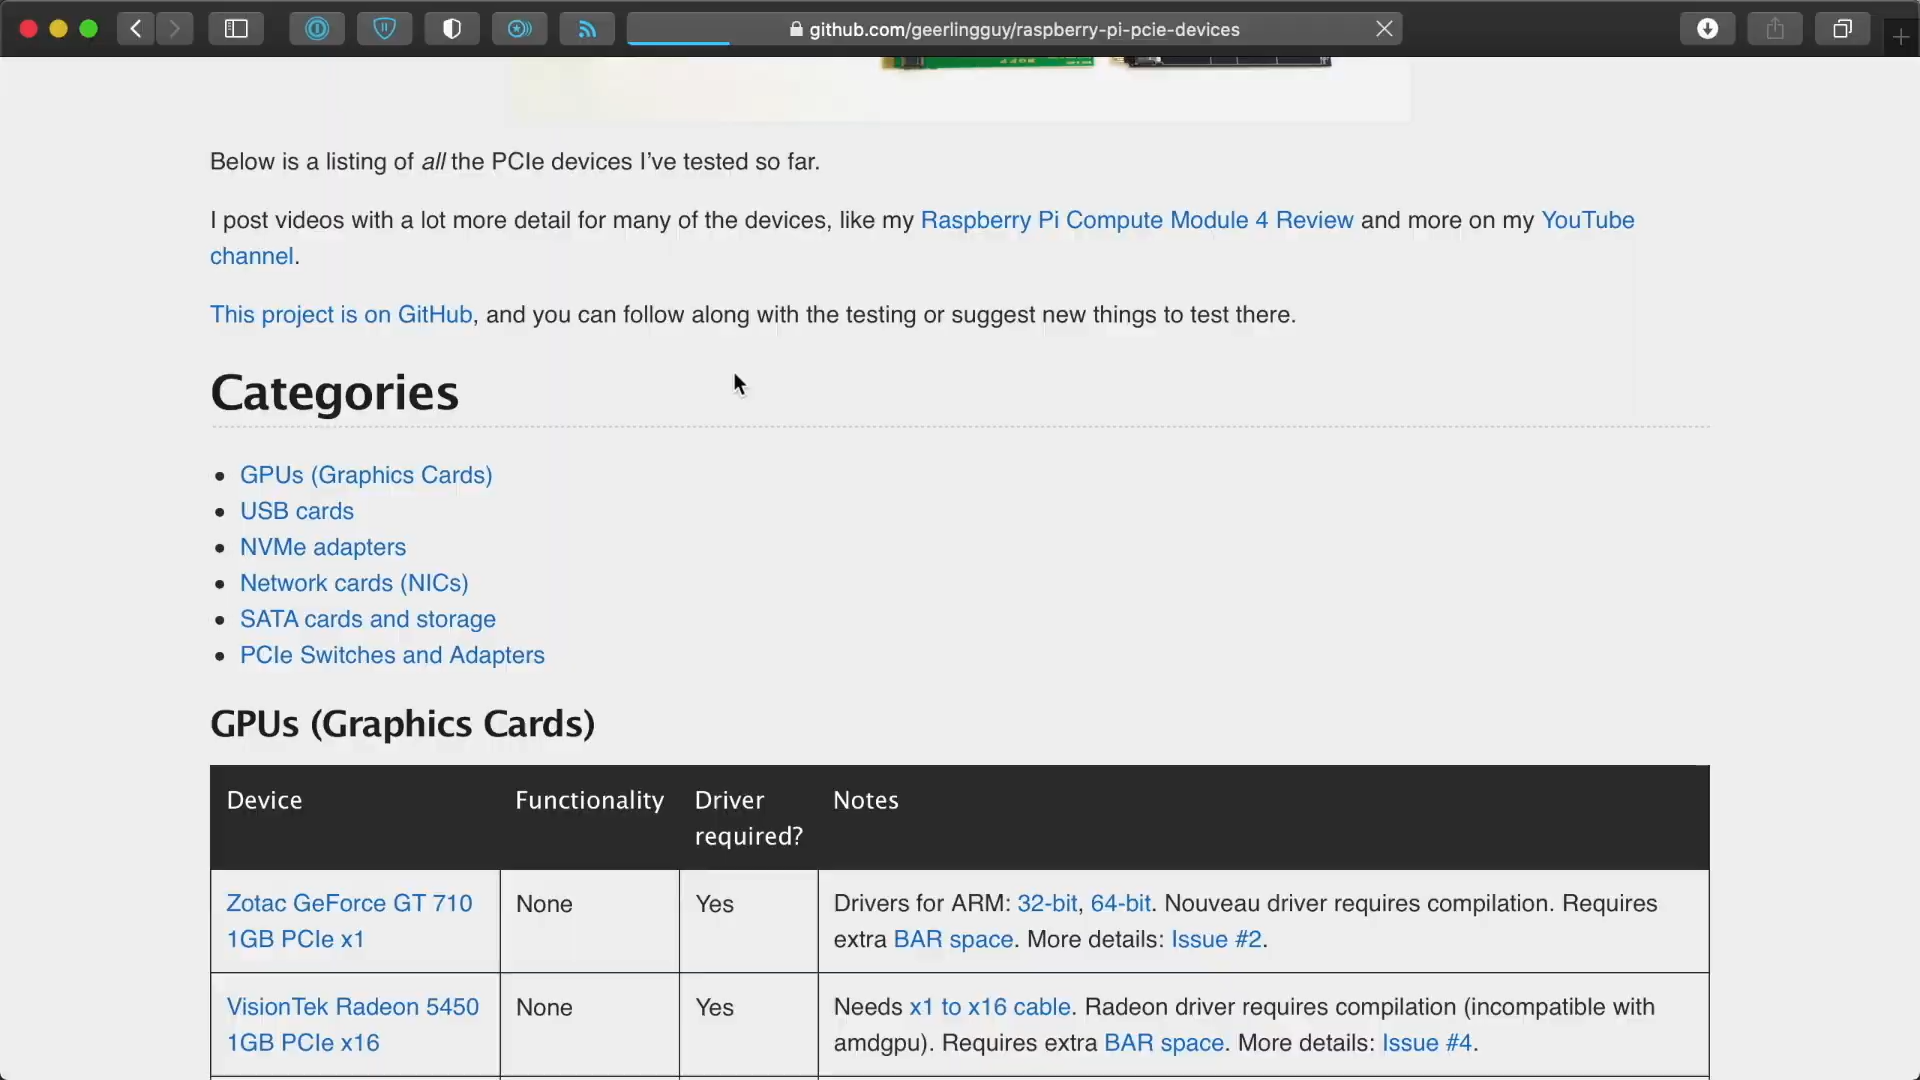 github.com/geerlingguy/raspberry-pi-pcie-devices
Below is a listing of all the PCIe devices I’ve tested so far.
I post videos with a lot more detail for many of the devices, like my Raspberry Pi Compute Module 4 Review and more on my YouTube
channel.
This project is on GitHub, and you can follow along with the testing or suggest new things to test there.
Categories
GPUs (Graphics Cards)
USB cards
NVMe adapters
Network cards (NICs)
SATA cards and storage
PCIe Switches and Adapters
GPUs (Graphics Cards)
Device Functionality Driver Notes
required?
Zotac GeForce GT 710 None Yes Drivers for ARM: 32-bit, 64-bit. Nouveau driver requires compilation. Requires
1GB PCIe x1 extra BAR space. More details: Issue #2.
VisionTek Radeon 5450 None Yes Needs x1 to x16 cable. Radeon driver requires compilation (incompatible with
1GB PCIe x16 amdgpu). Requires extra BAR space. More details: Issue #4.